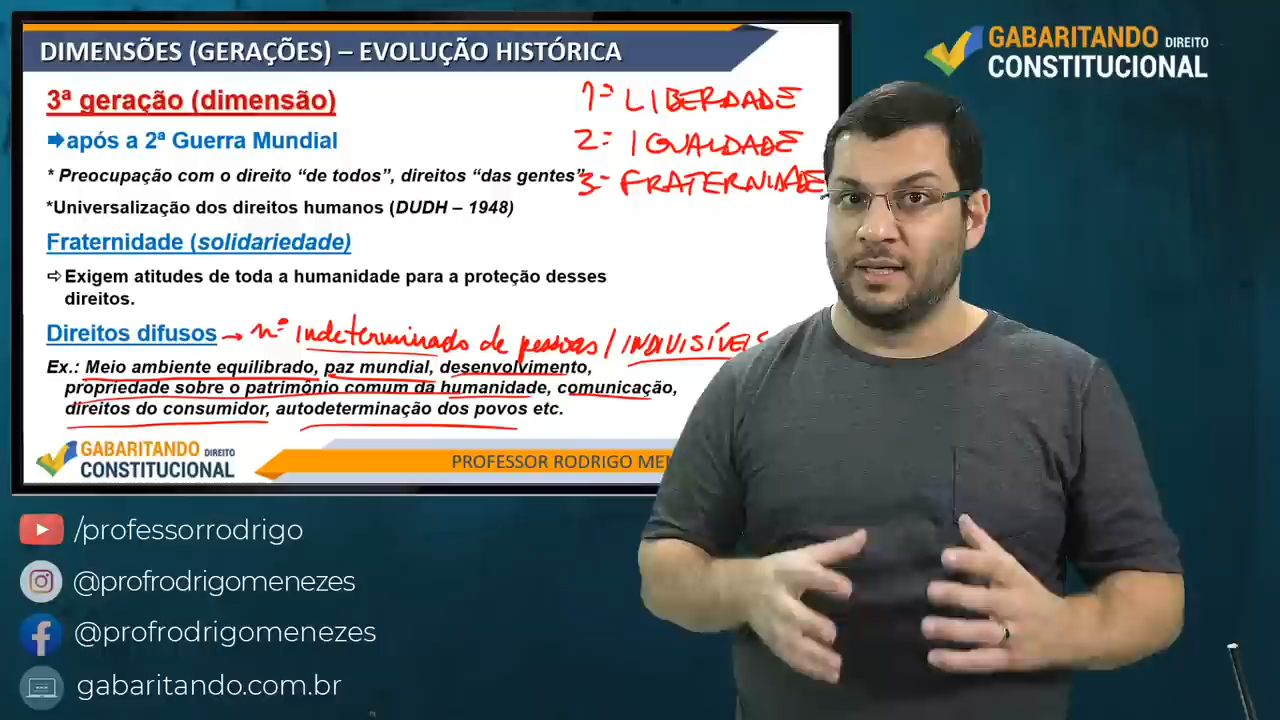 DIMENSÕES (GERAÇÕES) – EVOLUÇÃO HISTÓRICA
3ª geração (dimensão)
após a 2ª Guerra Mundial
* Preocupação com o direito “de todos”, direitos “das gentes”
*Universalização dos direitos humanos (DUDH – 1948)
Fraternidade (solidariedade)
Exigem atitudes de toda a humanidade para a proteção desses
direitos.
Direitos difusos → nº indeterminado de pessoas / INDIVISÍVEIS
Ex.: Meio ambiente equilibrado, paz mundial, desenvolvimento,
propriedade sobre o patrimônio comum da humanidade, comunicação,
direitos do consumidor, autodeterminação dos povos etc.
1ª LIBERDADE
2ª IGUALDADE
3ª FRATERNIDADE
GABARITANDO DIREITO
CONSTITUCIONAL
PROFESSOR RODRIGO MEN
GABARITANDO DIREITO
CONSTITUCIONAL
/professorrodrigo
@profrodrigomenezes
@profrodrigomenezes
gabaritando.com.br